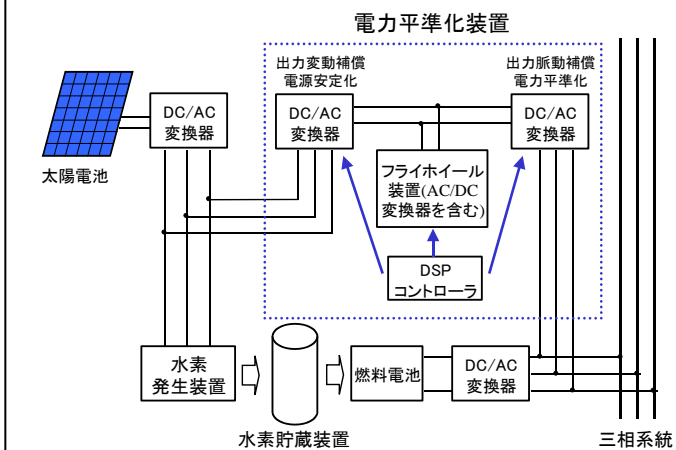 電力平準化装置
出力変動補償
電源安定化
出力脈動補償
電力平準化
DC/AC
変換器
DC/AC
変換器
DC/AC
変換器
太陽電池
フライホイール
装置(AC/DC
変換器を含む)
DSP
コントローラ
水素
発生装置
燃料電池
DC/AC
変換器
水素貯蔵装置
三相系統